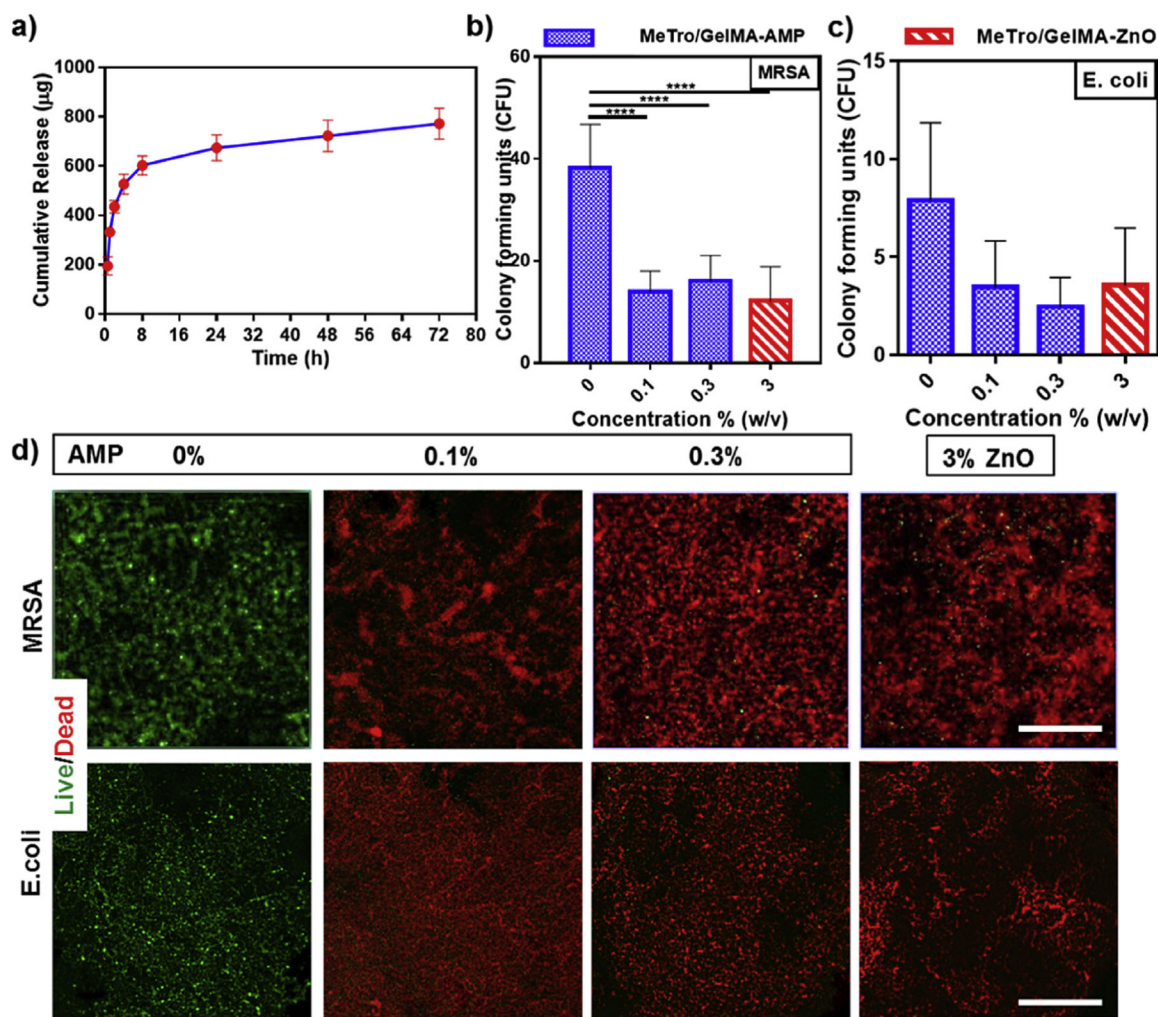 a)
Cumulative Release (µg)
1000
800
600
400
200
0
0 8 16 24 32 40 48 56 64 72 80
Time (h)
b)
MeTro/GelMA-AMP
MRSA
Colony forming units (CFU)
60
40
20
0
****
****
****
0 0.1 0.3 3
Concentration % (w/v)
c)
MeTro/GelMA-ZnO
E. coli
Colony forming units (CFU)
15
10
5
0
0 0.1 0.3 3
Concentration % (w/v)
d)
AMP 0% 0.1% 0.3%
3% ZnO
MRSA
Live/Dead
E.coli